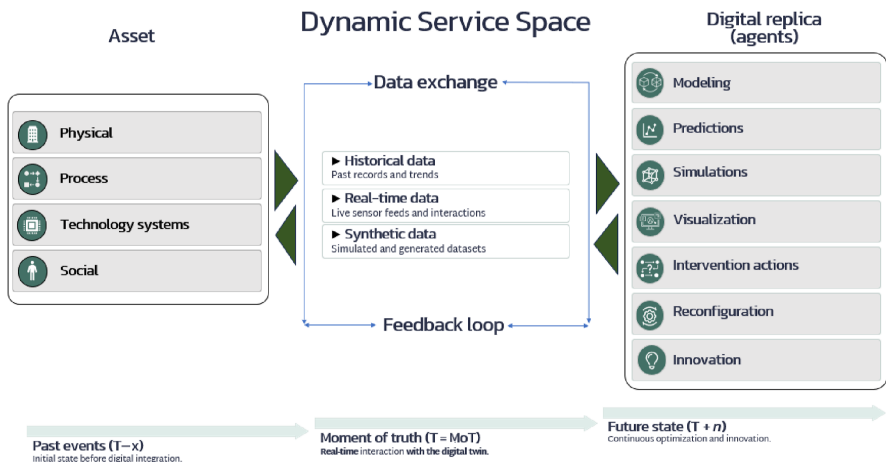 Asset
Dynamic Service Space
Digital replica
(agents)
Physical
Process
Technology systems
Social
Data exchange
► Historical data
Past records and trends
► Real-time data
Live sensor feeds and interactions
► Synthetic data
Simulated and generated datasets
Feedback loop
Modeling
Predictions
Simulations
Visualization
Intervention actions
Reconfiguration
Innovation
Past events (T–x)
Initial state before digital integration.
Moment of truth (T = MoT)
Real-time interaction with the digital twin.
Future state (T + n)
Continuous optimization and innovation.